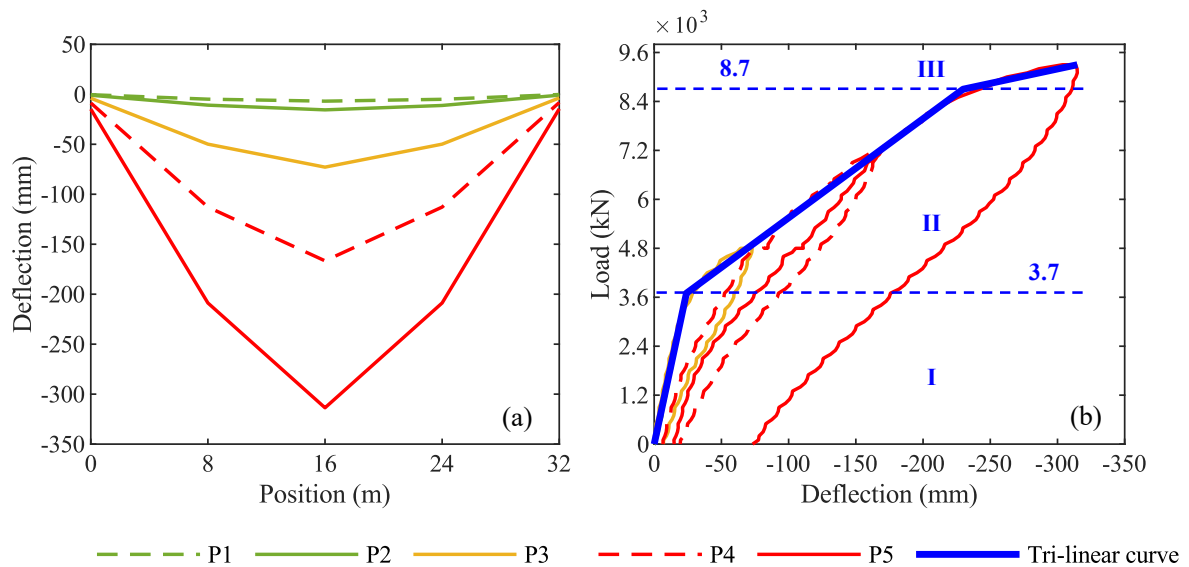 50
0
-50
-100
-150
-200
-250
-300
-350
0 8 16 24 32
Deflection (mm)
Position (m)
(a)
× 10³
9.6
8.4
7.2
6
4.8
3.6
2.4
1.2
0
0 -50 -100 -150 -200 -250 -300 -350
Load (kN)
Deflection (mm)
8.7
III
II
3.7
I
(b)
P1 P2 P3 P4 P5 Tri-linear curve